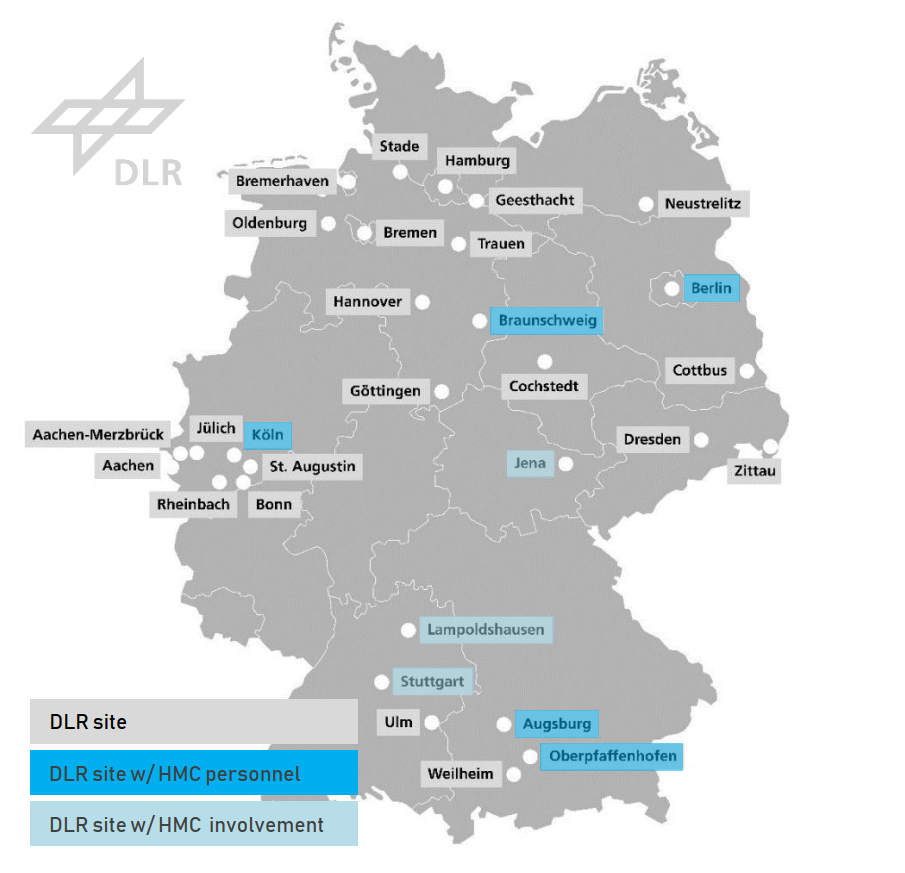 DLR
Stade
Hamburg
Bremerhaven
Geesthacht
Neustrelitz
Oldenburg
Bremen
Trauen
Berlin
Hannover
Braunschweig
Cottbus
Cochstedt
Göttingen
Jülich
Köln
Aachen-Merzbrück
Dresden
Jena
Aachen
St. Augustin
Zittau
Rheinbach
Bonn
Lampoldshausen
Stuttgart
Ulm
Augsburg
Oberpfaffenhofen
Weilheim
DLR site
DLR site w/ HMC personnel
DLR site w/ HMC involvement